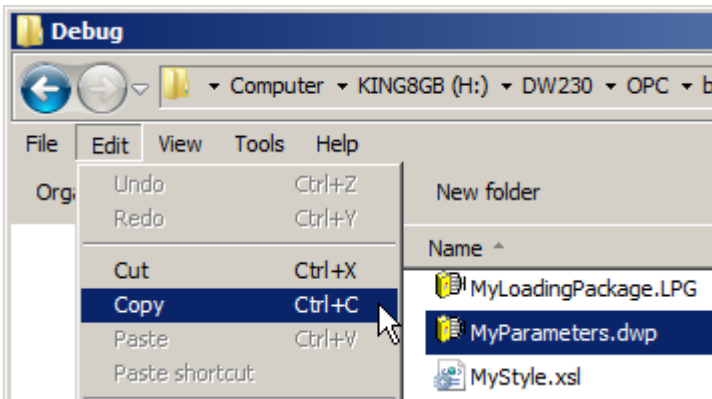 Debug
Computer KING8GB (H:) DW230 OPC b
File Edit View Tools Help
Orga New folder
Undo Ctrl+Z
Redo Ctrl+Y
Name
Cut Ctrl+X
MyLoadingPackage.LPG
Copy Ctrl+C
MyParameters.dwp
Paste Ctrl+V
Paste shortcut
MyStyle.xsl